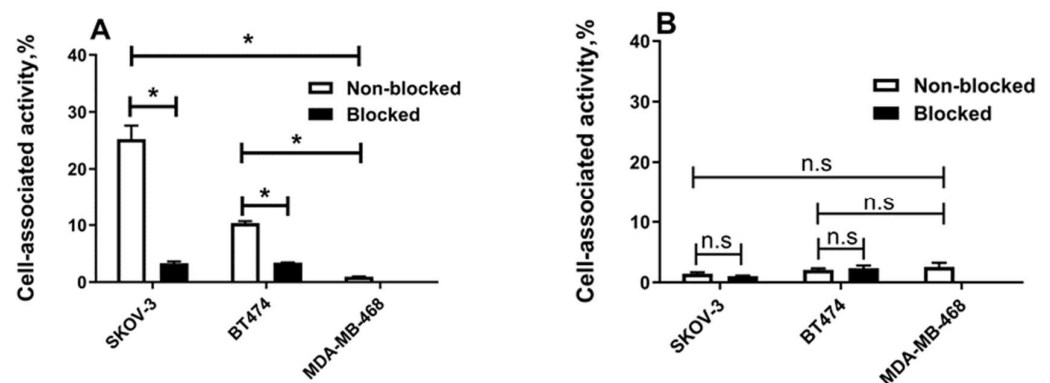 A
Cell-associated activity,%
40
30
20
10
0
*
*
*
*
Non-blocked
Blocked
SKOV-3
BT474
MDA-MB-468
B
Cell-associated activity,%
40
30
20
10
0
Non-blocked
Blocked
n.s
n.s
n.s
n.s
SKOV-3
BT474
MDA-MB-468